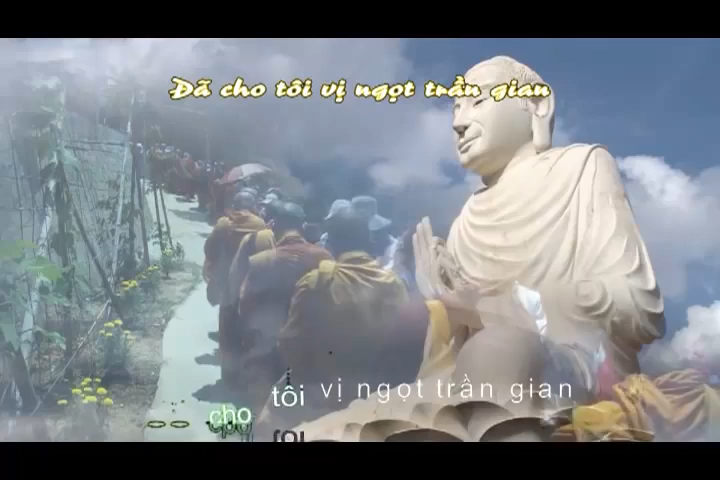 Đã cho tôi vị ngọt trần gian
cho tôi vị ngọt trần gian